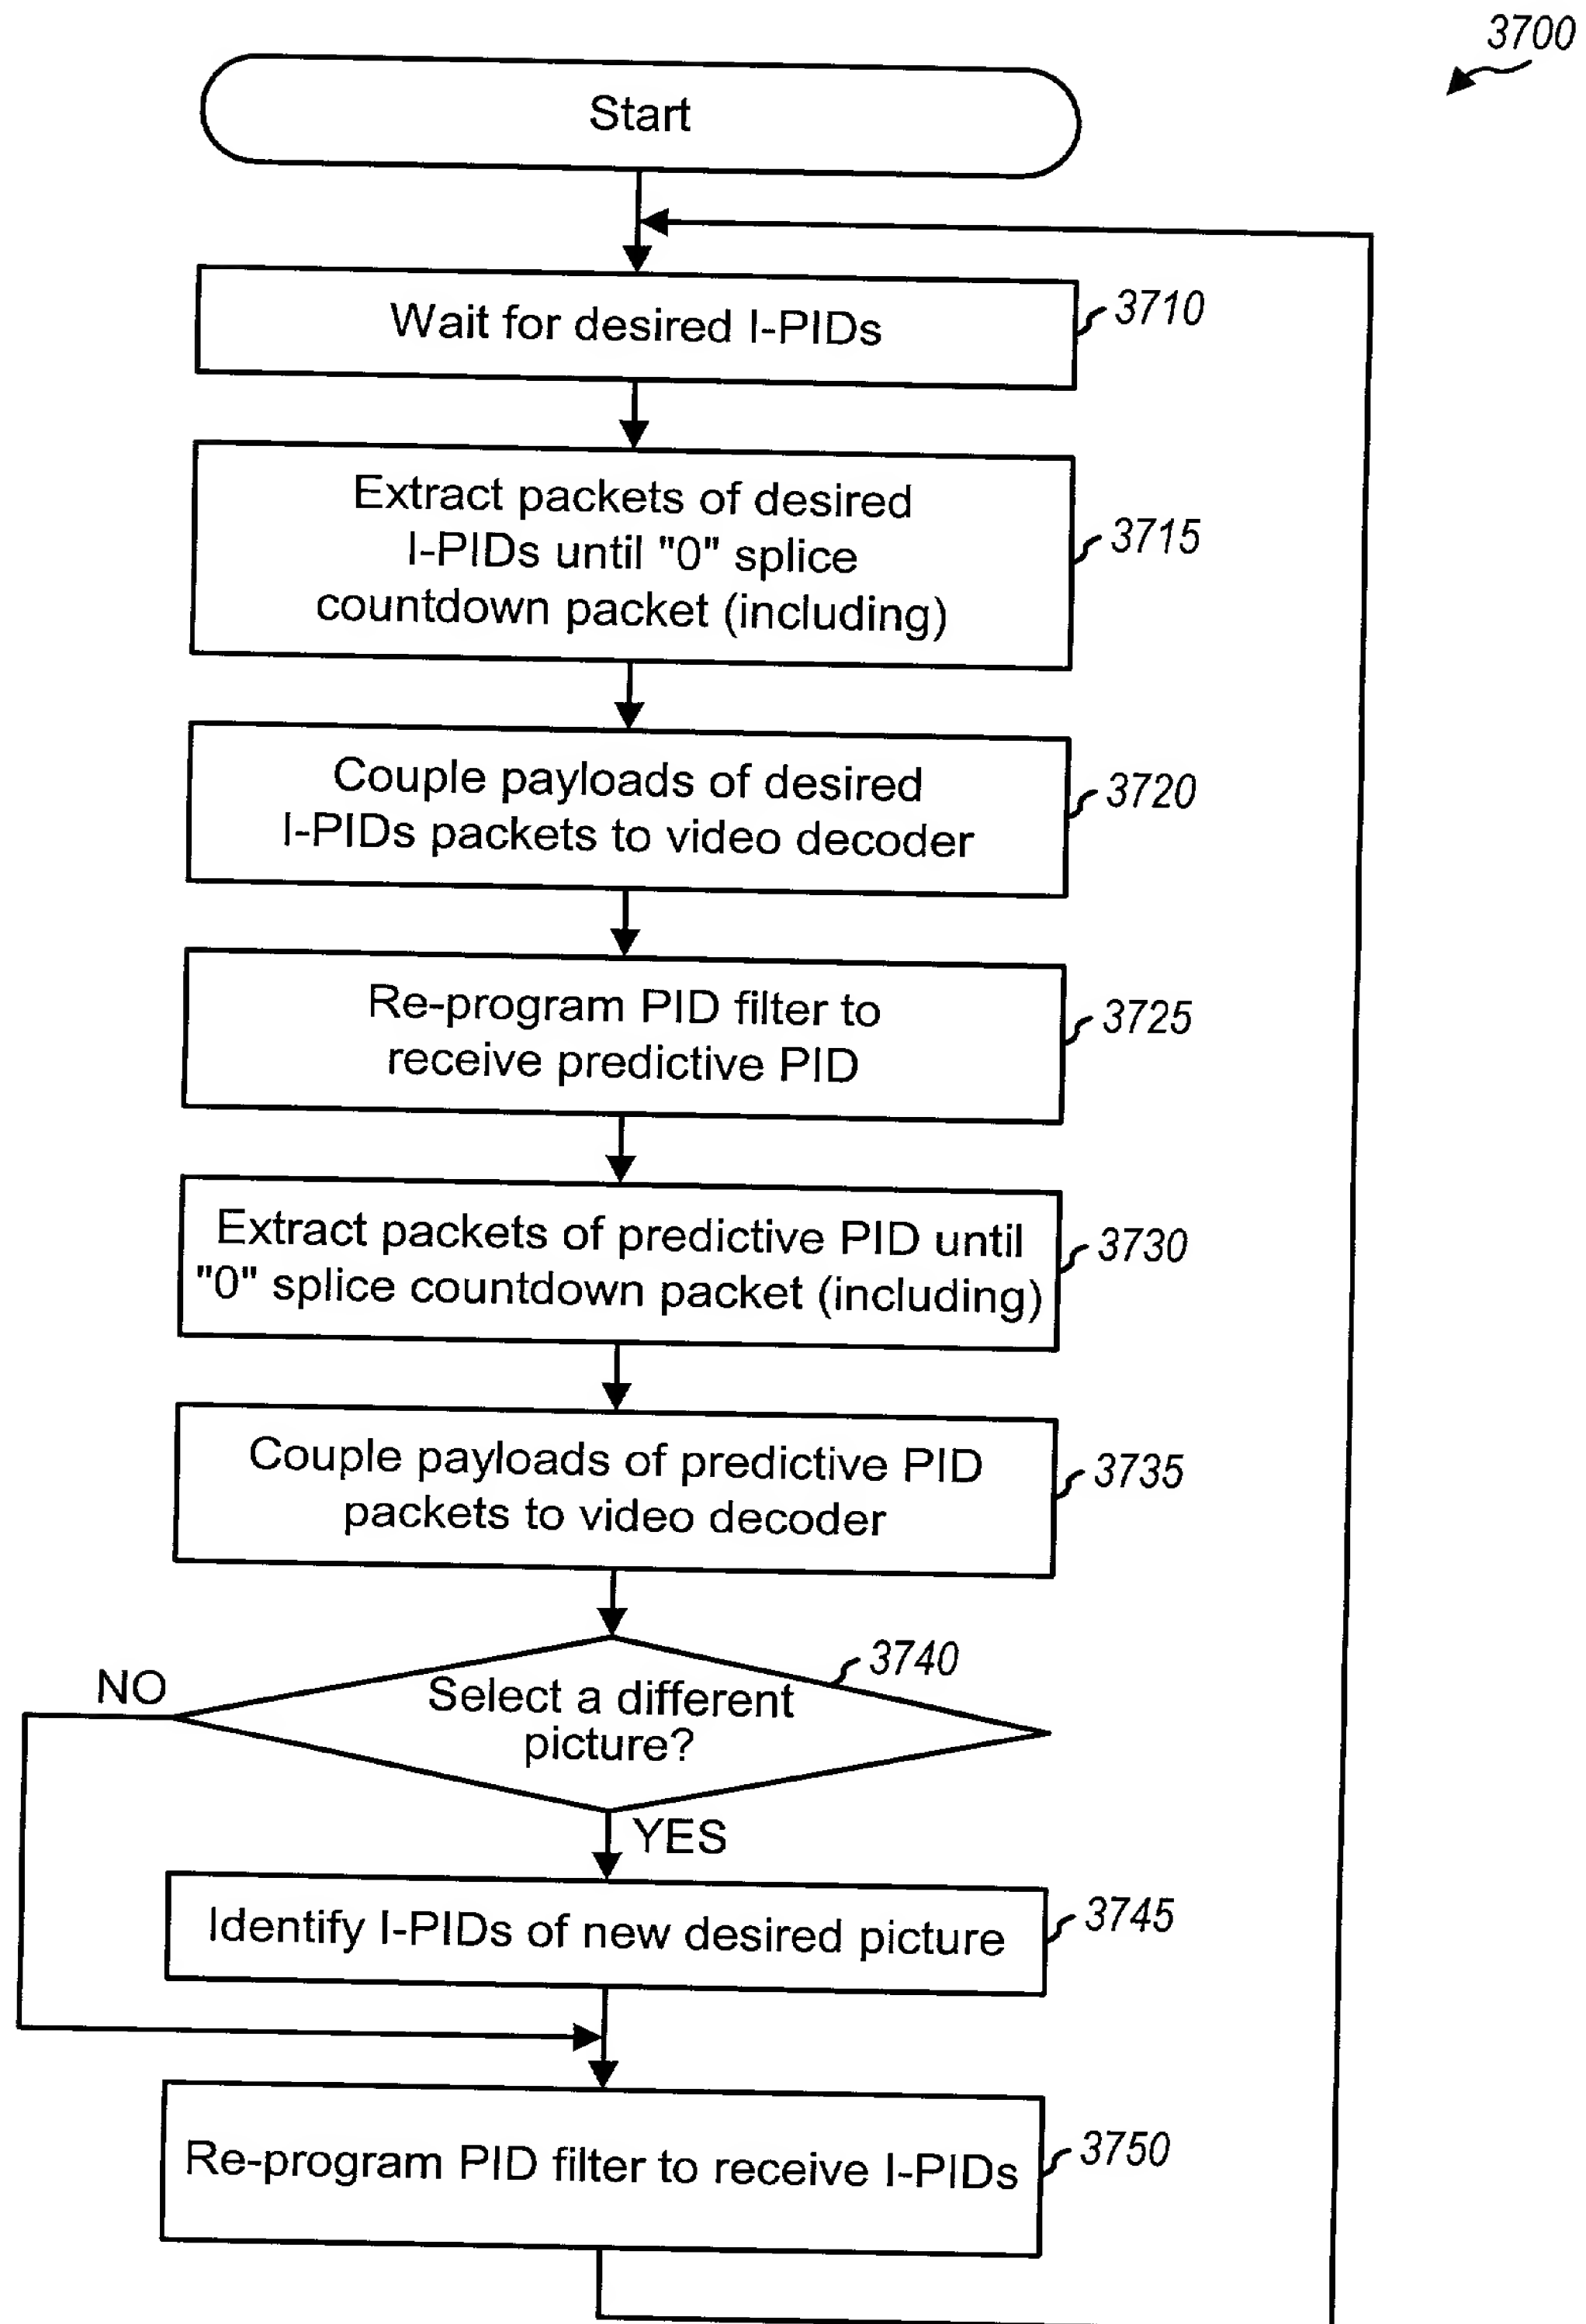 3700
Start
Wait for desired I-PIDs
3710
Extract packets of desired
I-PIDs until "0" splice
countdown packet (including)
3715
Couple payloads of desired
I-PIDs packets to video decoder
3720
Re-program PID filter to
receive predictive PID
3725
Extract packets of predictive PID until
"0" splice countdown packet (including)
3730
Couple payloads of predictive PID
packets to video decoder
3735
3740
NO
Select a different
picture?
YES
Identify I-PIDs of new desired picture
3745
Re-program PID filter to receive I-PIDs
3750